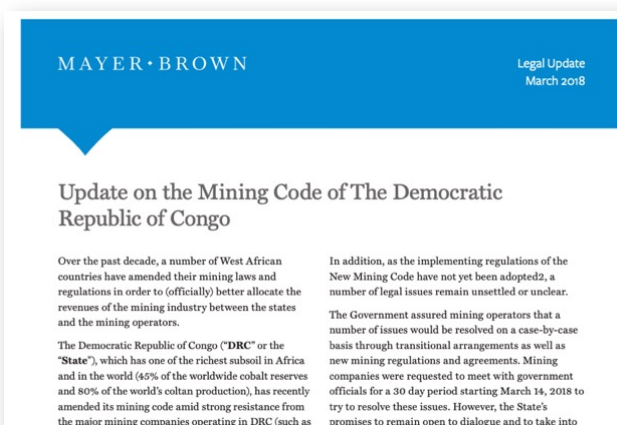 MAYER•BROWN
Legal Update
March 2018
Update on the Mining Code of The Democratic
Republic of Congo
Over the past decade, a number of West African
countries have amended their mining laws and
regulations in order to (officially) better allocate the
revenues of the mining industry between the states
and the mining operators.
The Democratic Republic of Congo ("DRC" or the
"State"), which has one of the richest subsoil in Africa
and in the world (45% of the worldwide cobalt reserves
and 80% of the world's coltan production), has recently
amended its mining code amid strong resistance from
the major mining companies operating in DRC (such as
In addition, as the implementing regulations of the
New Mining Code have not yet been adopted2, a
number of legal issues remain unsettled or unclear.
The Government assured mining operators that a
number of issues would be resolved on a case-by-case
basis through transitional arrangements as well as
new mining regulations and agreements. Mining
companies were requested to meet with government
officials for a 30 day period starting March 14, 2018 to
try to resolve these issues. However, the State's
promises to remain open to dialogue and to take into